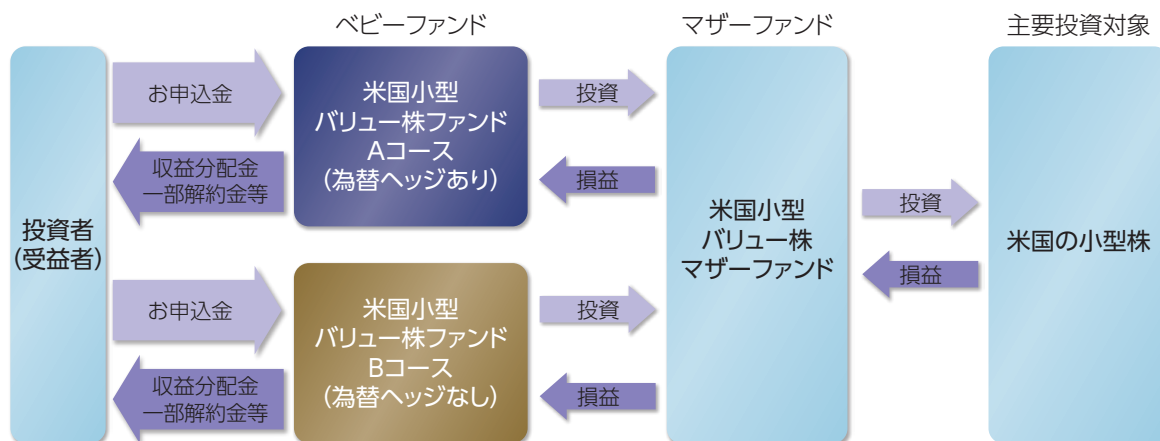 ベビーファンド
マザーファンド
主要投資対象
投資者
(受益者)
お申込金
収益分配金
一部解約金等
米国小型
バリュー株ファンド
Aコース
(為替ヘッジあり)
投資
損益
お申込金
収益分配金
一部解約金等
米国小型
バリュー株ファンド
Bコース
(為替ヘッジなし)
投資
損益
米国小型
バリュー株
マザーファンド
投資
損益
米国の小型株